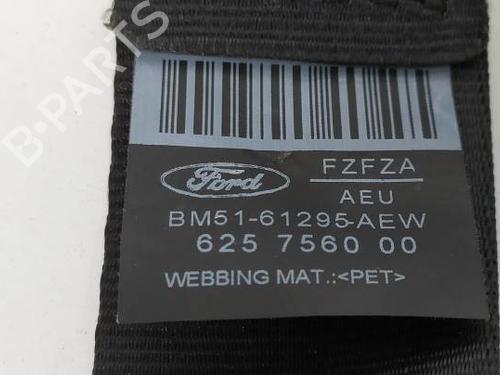 B-PARTS
Ford
FZFZA
AEU
BM51-61295-AEW
625 7560 00
WEBBING MAT.:<PET>